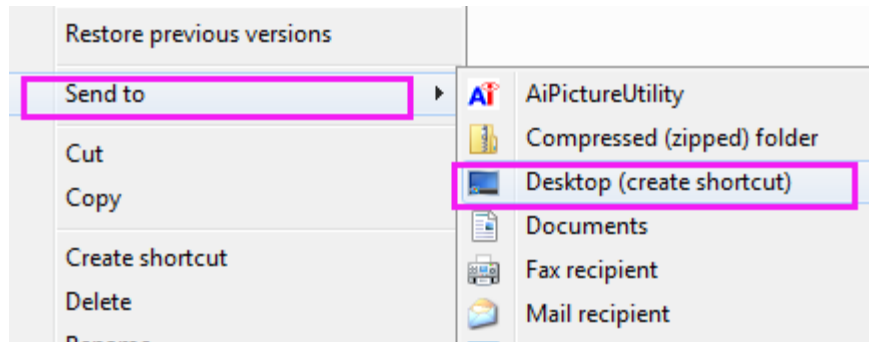 Restore previous versions
Send to
Cut
Copy
Create shortcut
Delete
AiPictureUtility
Compressed (zipped) folder
Desktop (create shortcut)
Documents
Fax recipient
Mail recipient